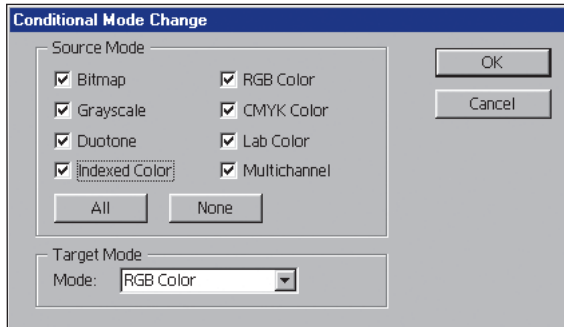 Conditional Mode Change
Source Mode
Bitmap
RGB Color
Grayscale
CMYK Color
Duotone
Lab Color
Indexed Color
Multichannel
All
None
OK
Cancel
Target Mode
Mode: RGB Color